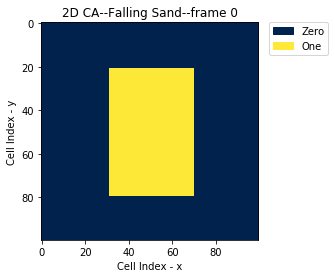 2D CA--Falling Sand--frame 0
Zero
One
0
20
40
60
80
Cell Index - y
0
20
40
60
80
Cell Index - x